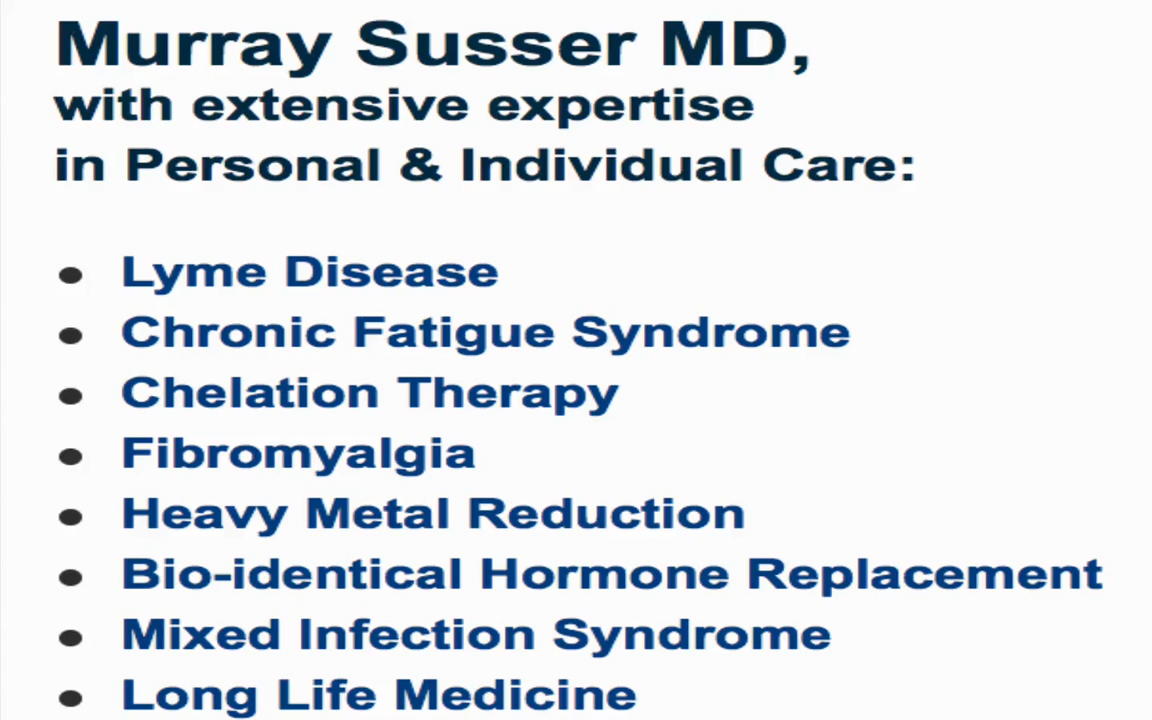 Murray Susser MD,
with extensive expertise
in Personal & Individual Care:
• Lyme Disease
• Chronic Fatigue Syndrome
• Chelation Therapy
• Fibromyalgia
• Heavy Metal Reduction
• Bio-identical Hormone Replacement
• Mixed Infection Syndrome
• Long Life Medicine